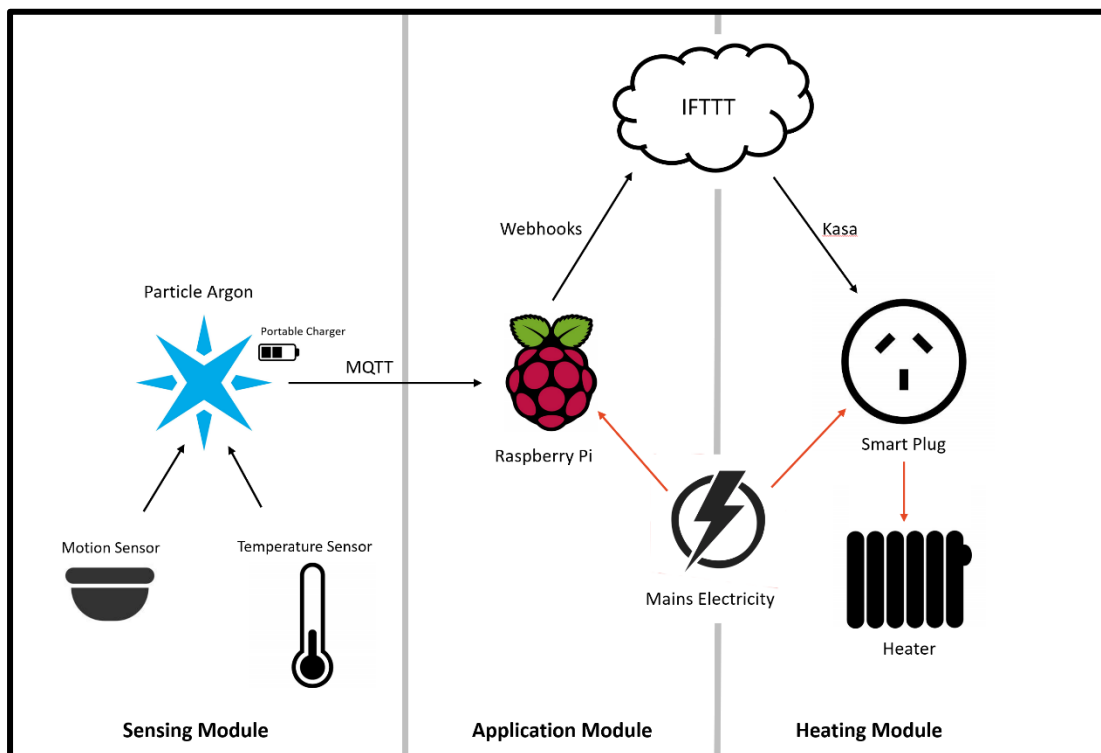 IFTTT
Webhooks
Kasa
Particle Argon
Portable Charger
MQTT
Raspberry Pi
Smart Plug
Motion Sensor
Temperature Sensor
Mains Electricity
Heater
Sensing Module
Application Module
Heating Module